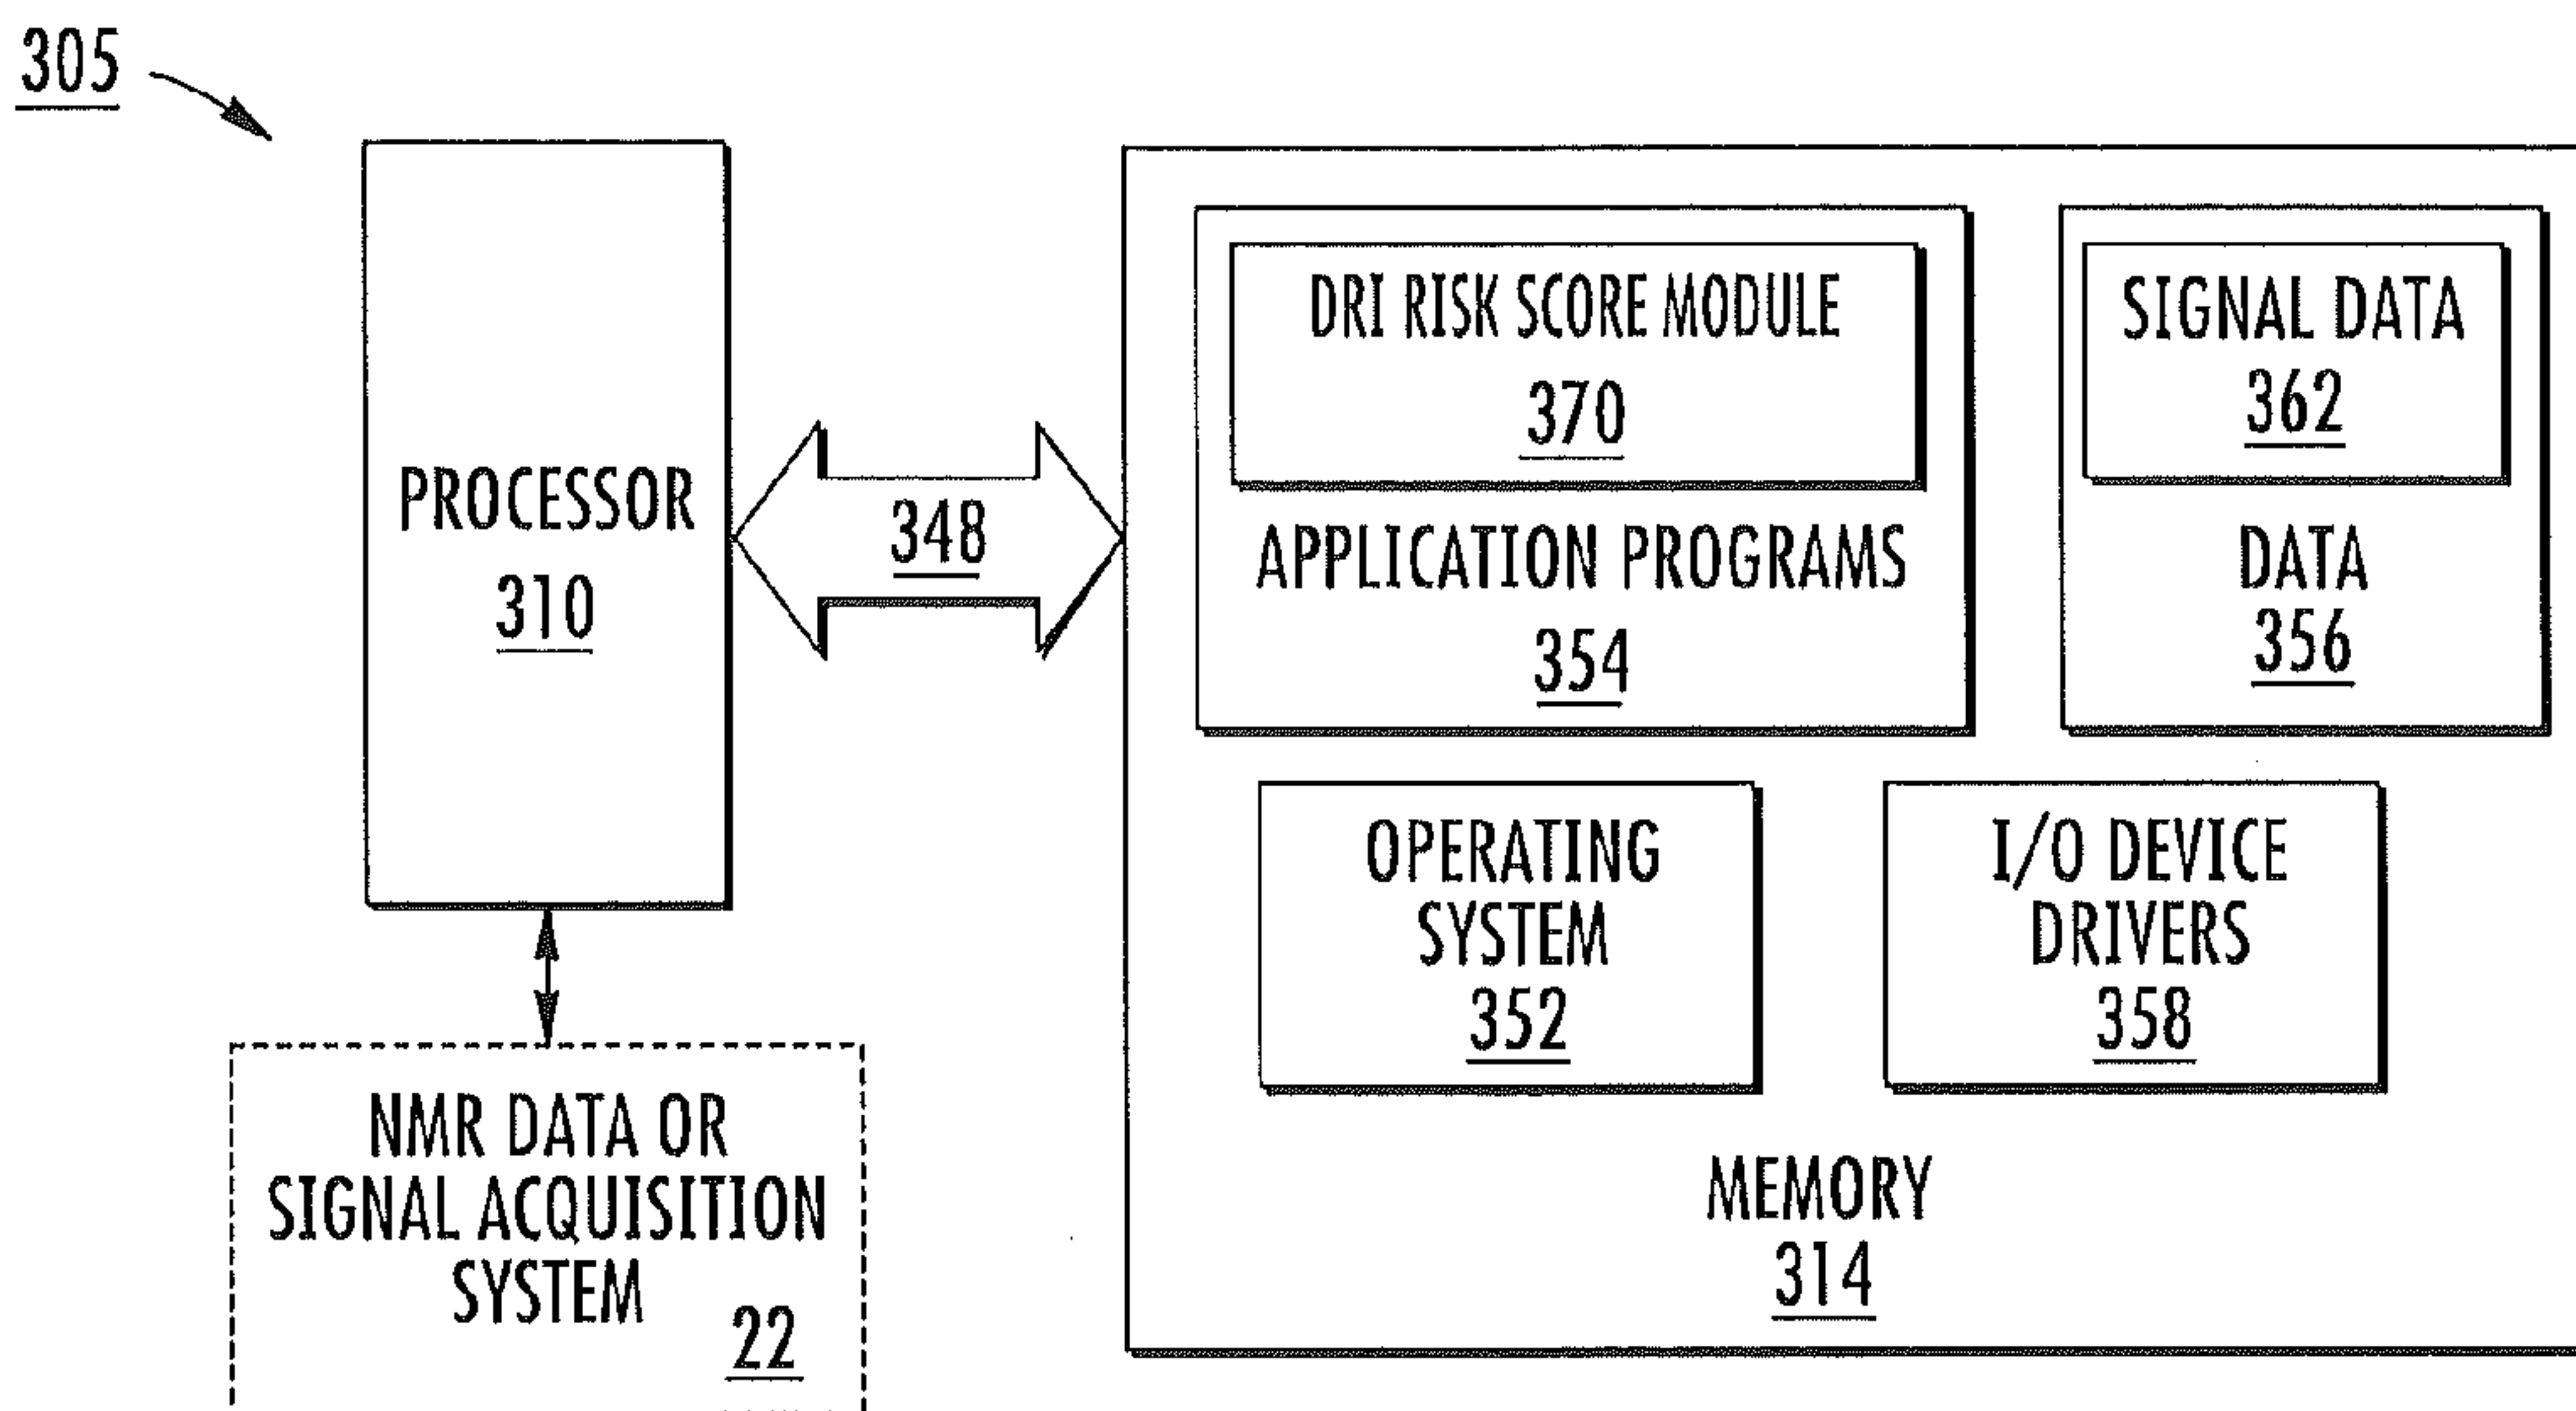 305
PROCESSOR
310
348
DRI RISK SCORE MODULE
370
APPLICATION PROGRAMS
354
SIGNAL DATA
362
DATA
356
OPERATING
SYSTEM
352
I/O DEVICE
DRIVERS
358
MEMORY
314
NMR DATA OR
SIGNAL ACQUISITION
SYSTEM
22